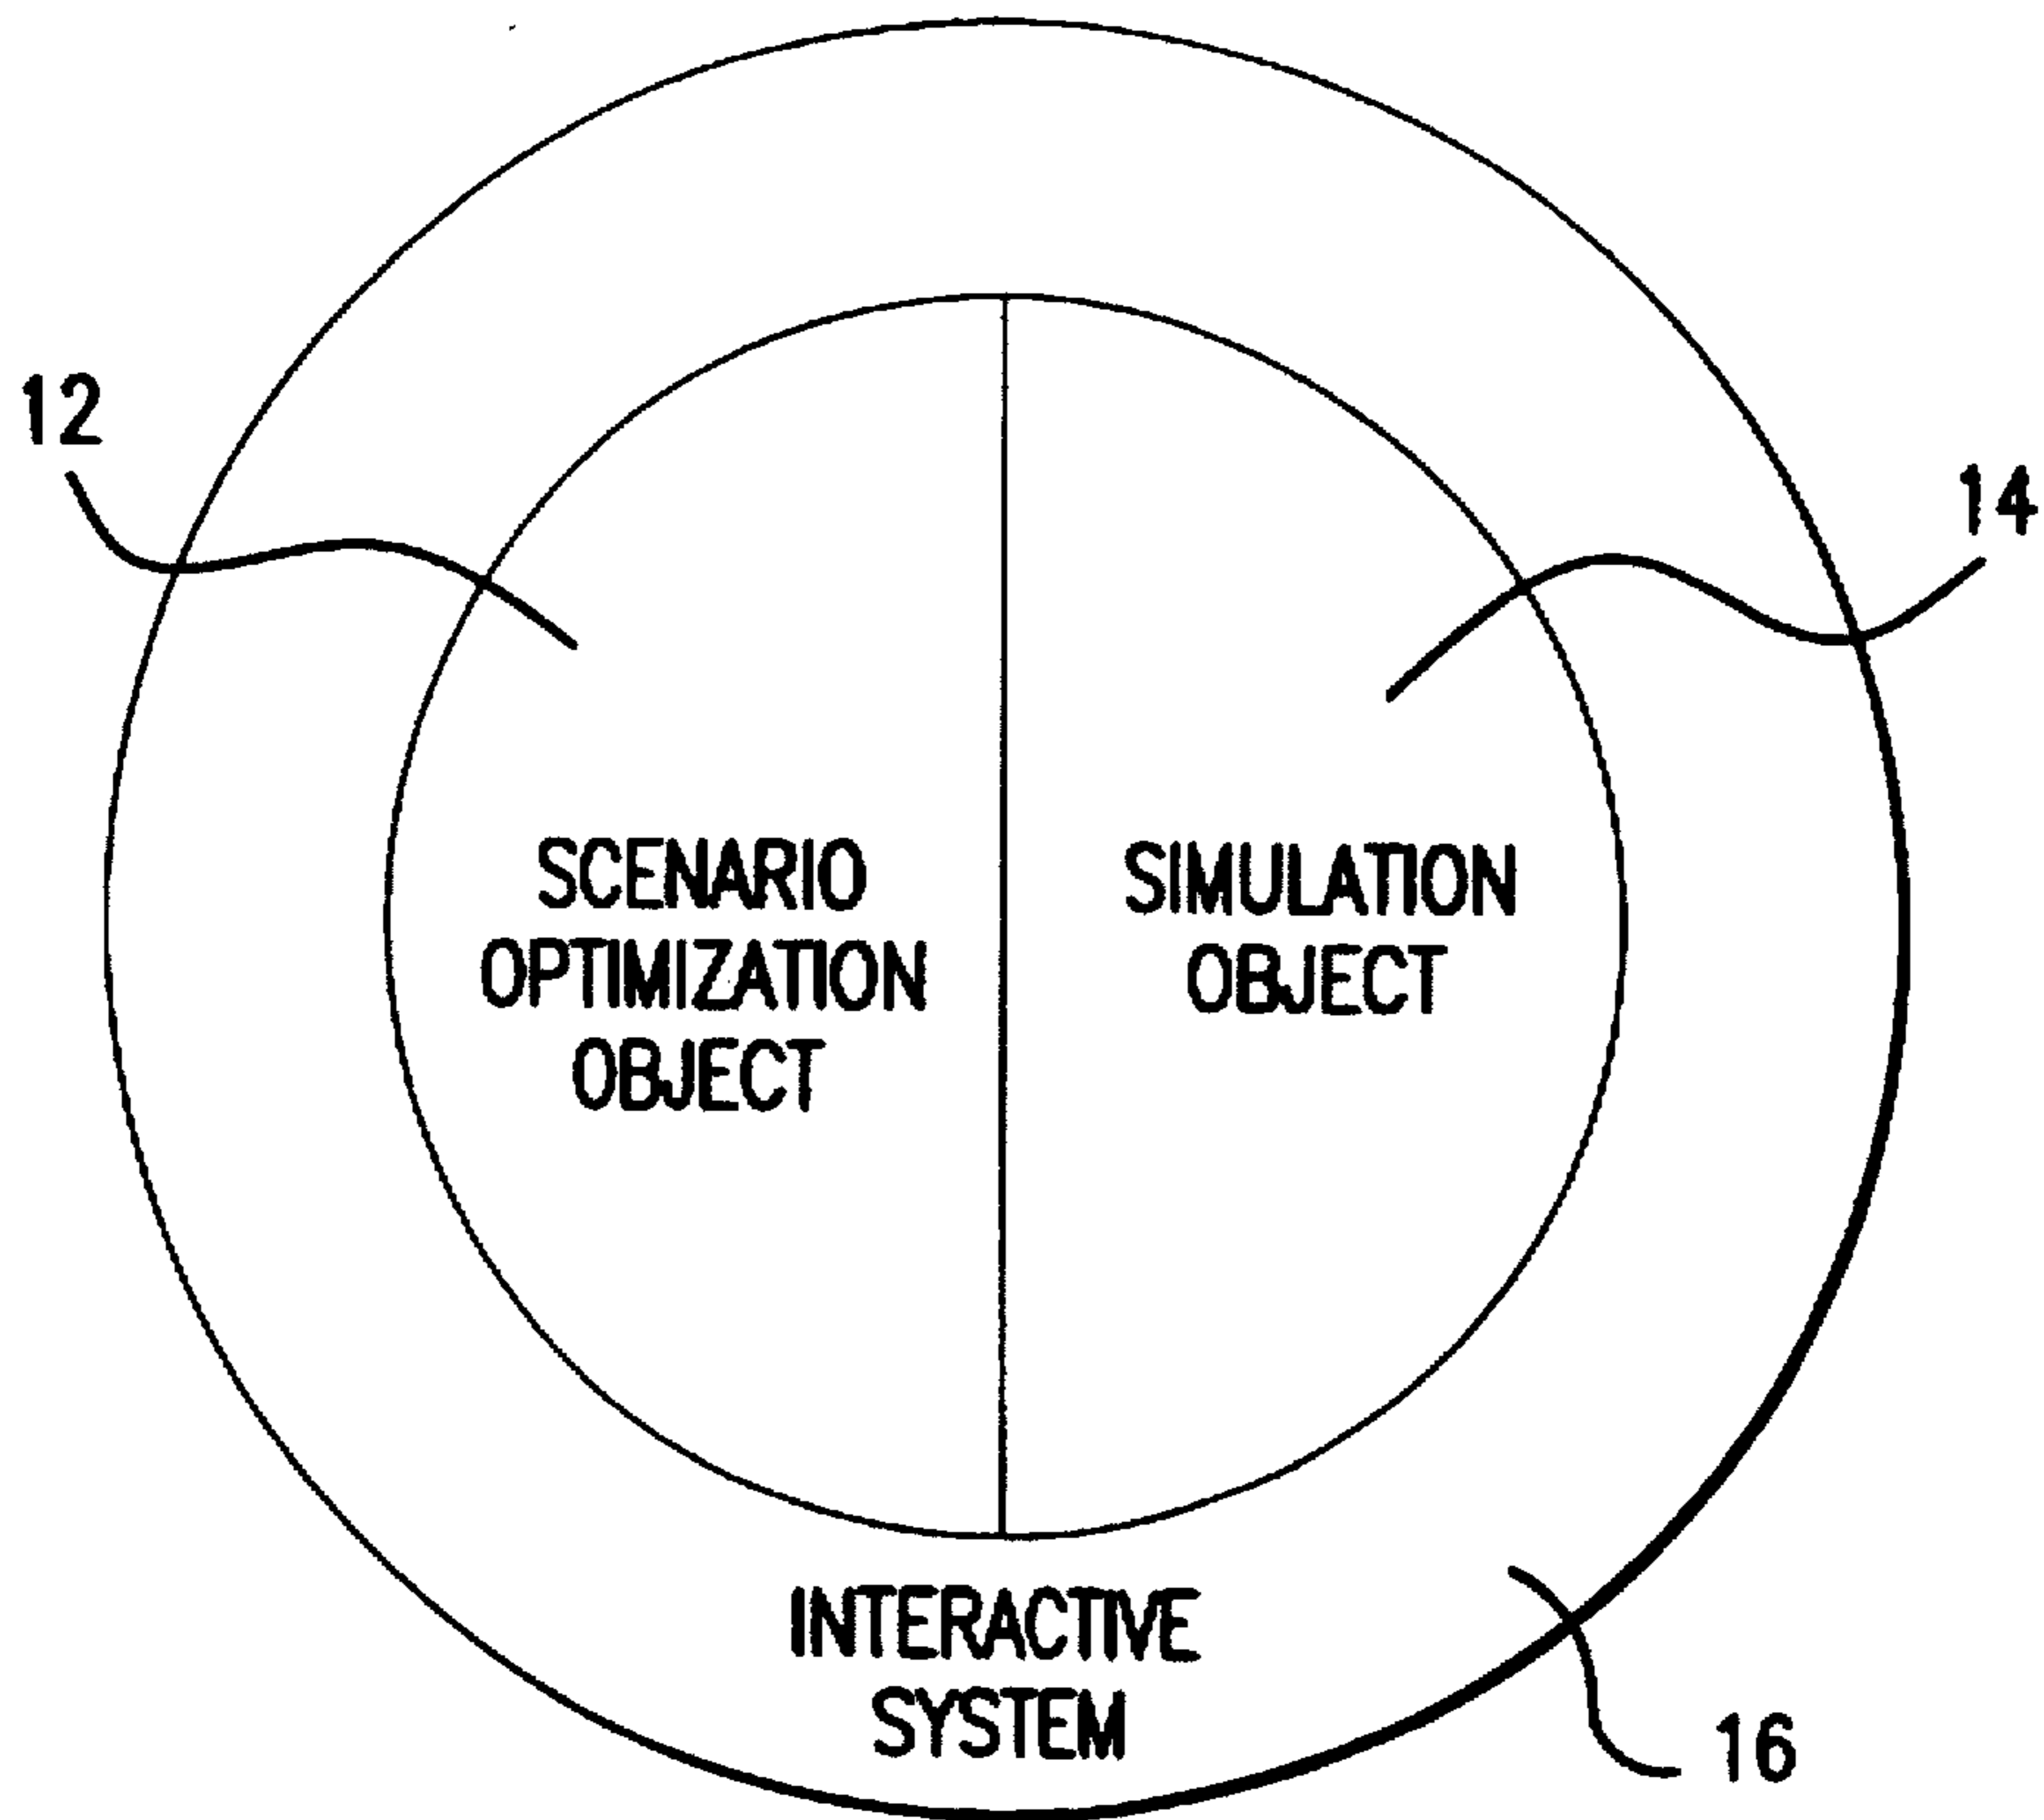 12
14
SCENARIO
OPTIMIZATION
OBJECT
SIMULATION
OBJECT
INTERACTIVE
SYSTEM
16